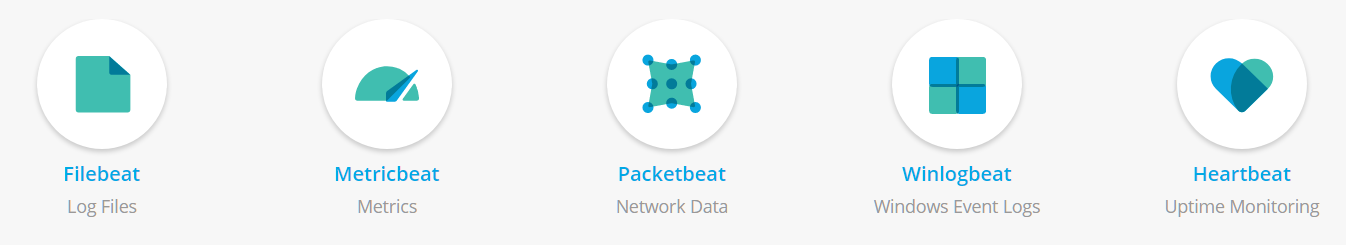 Filebeat
Log Files
Metricbeat
Metrics
Packetbeat
Network Data
Winlogbeat
Windows Event Logs
Heartbeat
Uptime Monitoring